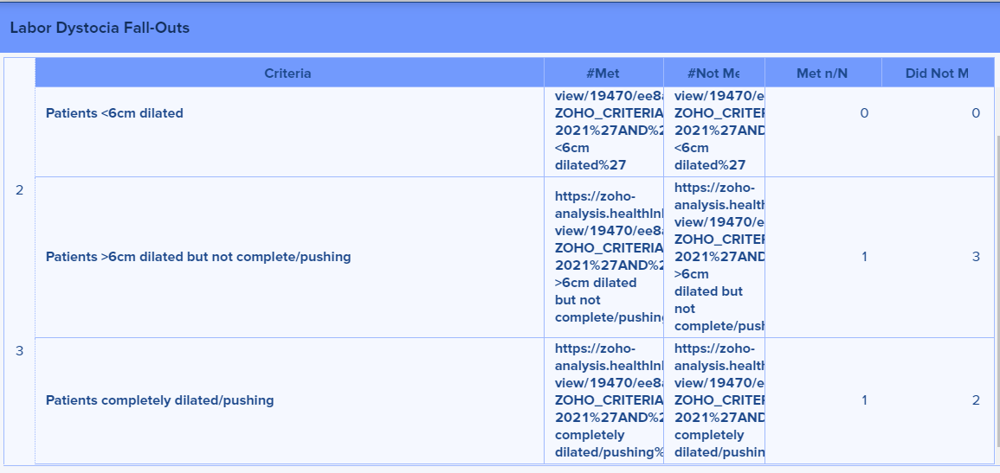 Labor Dystocia Fall-Outs
Criteria
#Met
#Not Me
Met n/N
Did Not M
Patients <6cm dilated
view/19470/ee8
ZOHO_CRITERIA
2021%27AND%2
<6cm
dilated%27
view/19470/e
ZOHO_CRITE
2021%27AND
<6cm
dilated%27
0
0
2
Patients >6cm dilated but not complete/pushing
https://zoho-
analysis.healthln
view/19470/ee8
ZOHO_CRITERIA
2021%27AND%2
>6cm dilated
but not
complete/pushing
https://zoho-
analysis.health
view/19470/e
ZOHO_CRITE
2021%27AND
>6cm
dilated but
not
complete/push
1
3
3
Patients completely dilated/pushing
https://zoho-
analysis.healthln
view/19470/ee8
ZOHO_CRITERIA
2021%27AND%2
completely
dilated/pushing%
https://zoho-
analysis.health
view/19470/e
ZOHO_CRITE
2021%27AND
completely
dilated/pushin
1
2